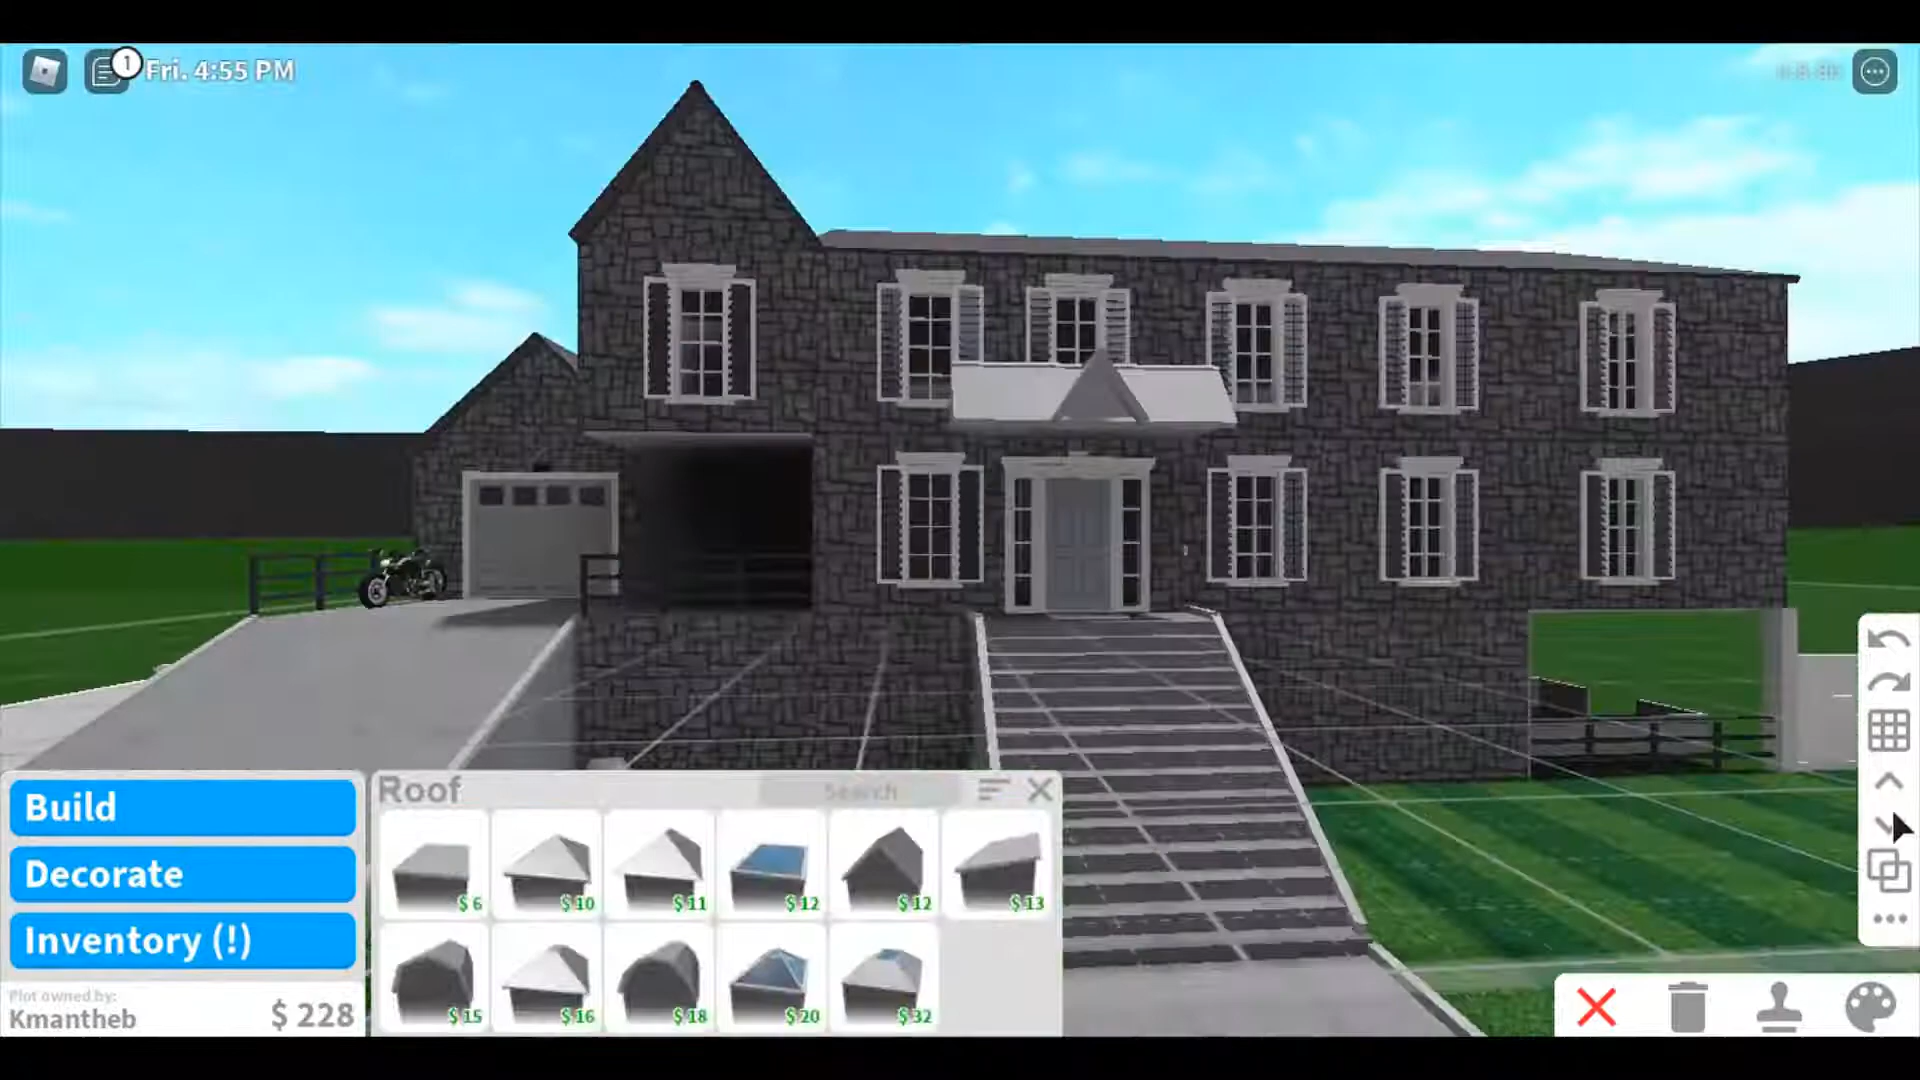 1
Fri. 4:55 PM
Build
Decorate
Inventory (!)
Plot owned by:
Kmantheb
$ 228
Roof
Search
$ 6
$ 10
$ 11
$ 12
$ 12
$ 13
$ 15
$ 16
$ 18
$ 20
$ 32